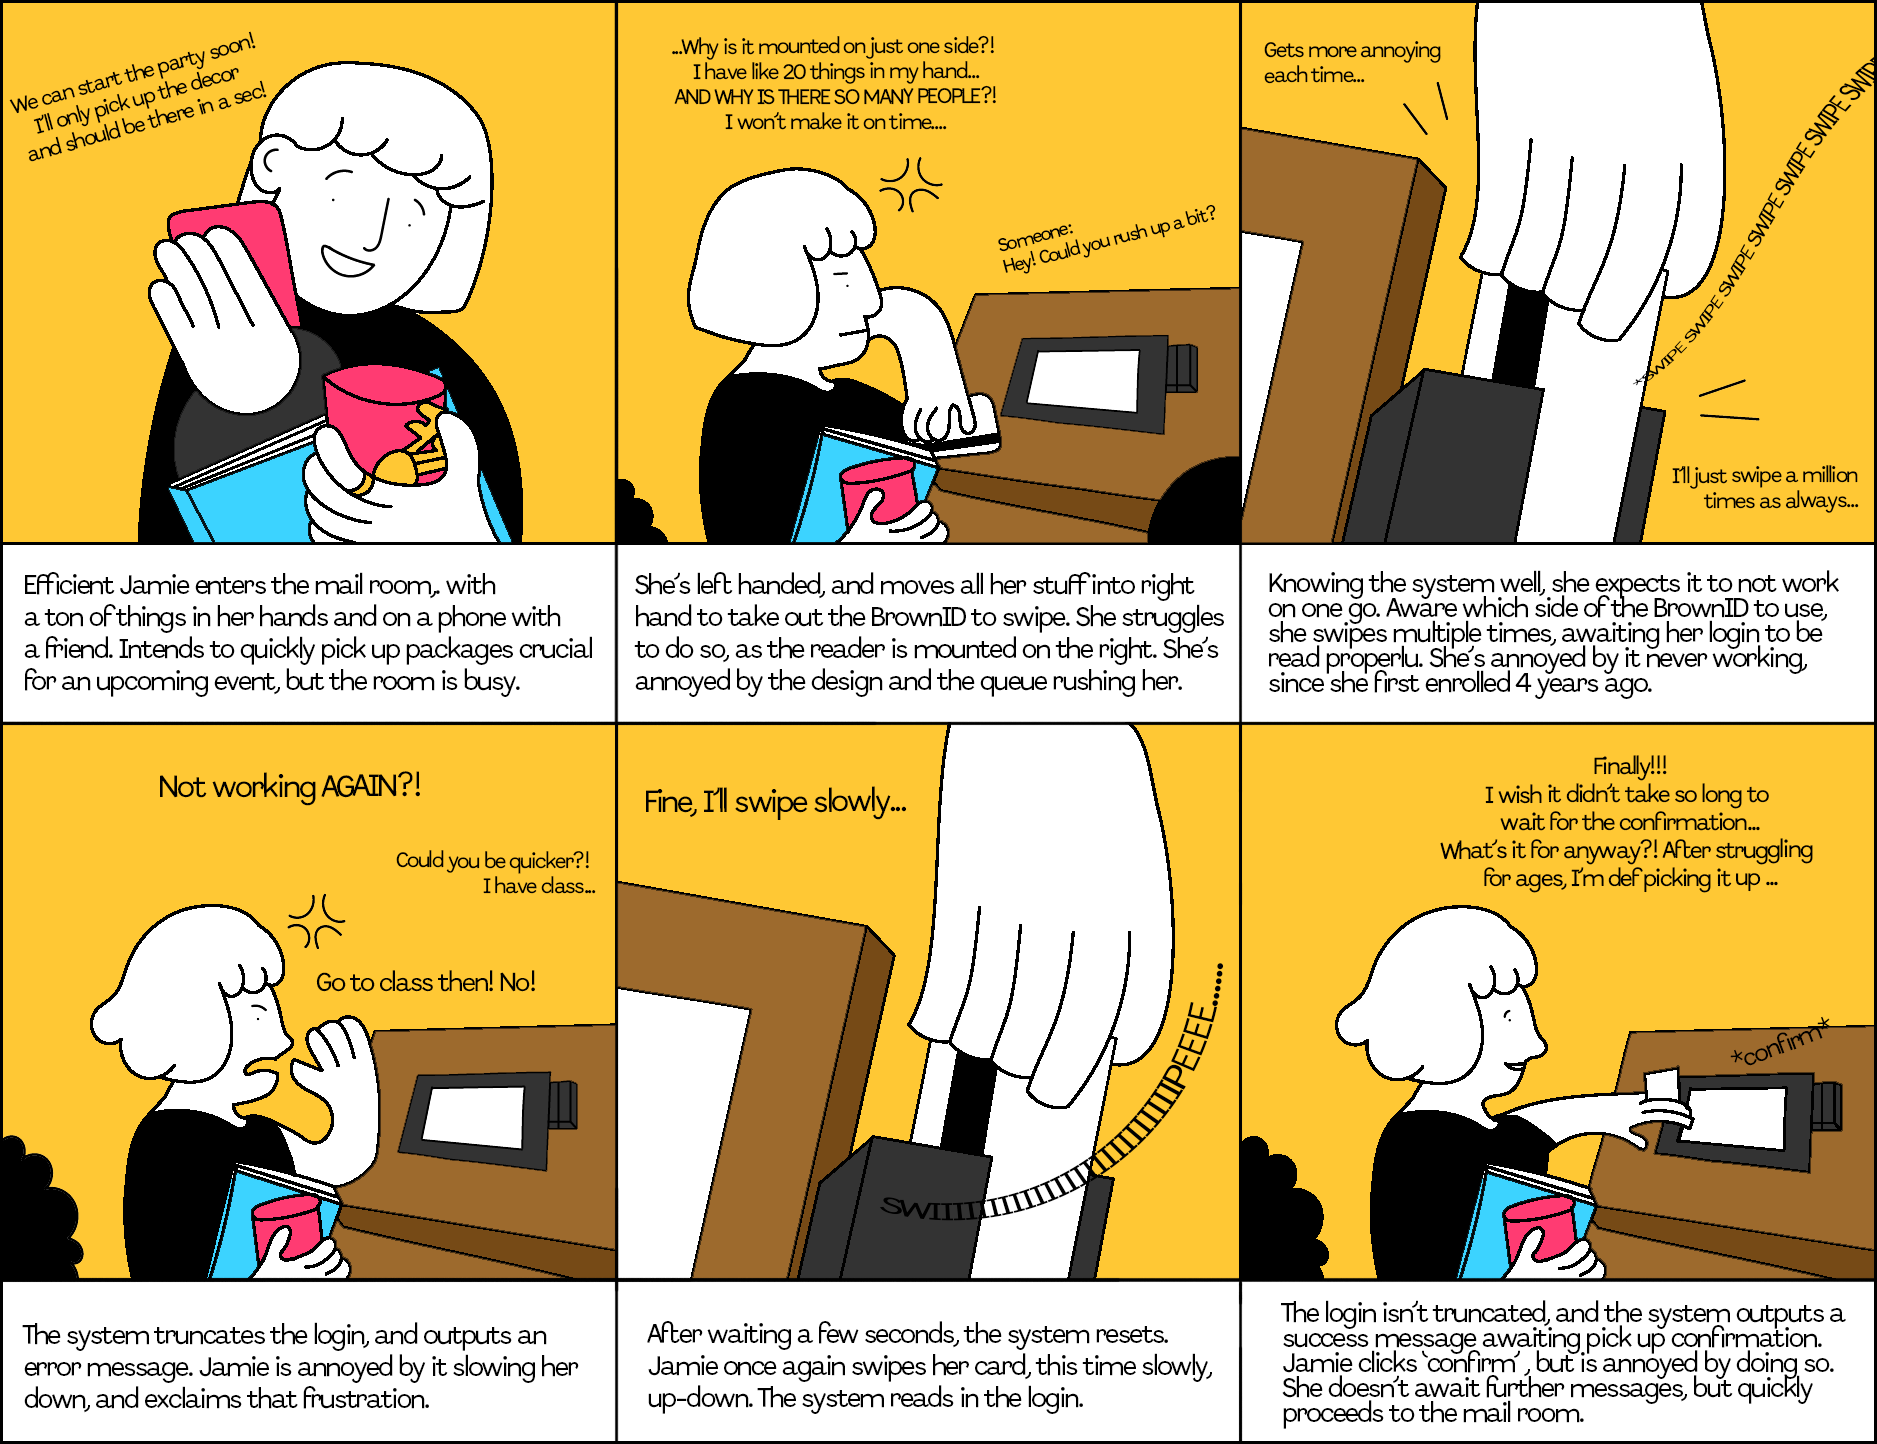 We can start the party soon!
I'll only pick up the decor
and should be there in a sec!
Efficient Jamie enters the mail room,. with
a ton of things in her hands and on a phone with
a friend. Intends to quickly pick up packages crucial
for an upcoming event, but the room is busy.
...Why is it mounted on just one side?!
I have like 20 things in my hand...
AND WHY IS THERE SO MANY PEOPLE?!
I won't make it on time....
Someone:
Hey! Could you rush up a bit?
She's left handed, and moves all her stuff into right
hand to take out the BrownID to swipe. She struggles
to do so, as the reader is mounted on the right. She's
annoyed by the design and the queue rushing her.
Gets more annoying
each time...
*SWIPE SWIPE SWIPE SWIPE SWIPE SWIPE SWIPE SWIPE
I'll just swipe a million
times as always...
Knowing the system well, she expects it to not work
on one go. Aware which side of the BrownID to use,
she swipes multiple times, awaiting her login to be
read properlu. She's annoyed by it never working,
since she first enrolled 4 years ago.
Not working AGAIN?!
Could you be quicker?!
I have class...
Go to class then! No!
The system truncates the login, and outputs an
error message. Jamie is annoyed by it slowing her
down, and exclaims that frustration.
Fine, I'll swipe slowly...
SWIIIIIIIIIIIIIIIIIIIIIIIIPEEEE......
After waiting a few seconds, the system resets.
Jamie once again swipes her card, this time slowly,
up-down. The system reads in the login.
Finally!!!
I wish it didn't take so long to
wait for the confirmation...
What's it for anyway?! After struggling
for ages, I'm def picking it up ...
*confirm*
The login isn't truncated, and the system outputs a
success message awaiting pick up confirmation.
Jamie clicks `confirm' , but is annoyed by doing so.
She doesn't await further messages, but quickly
proceeds to the mail room.